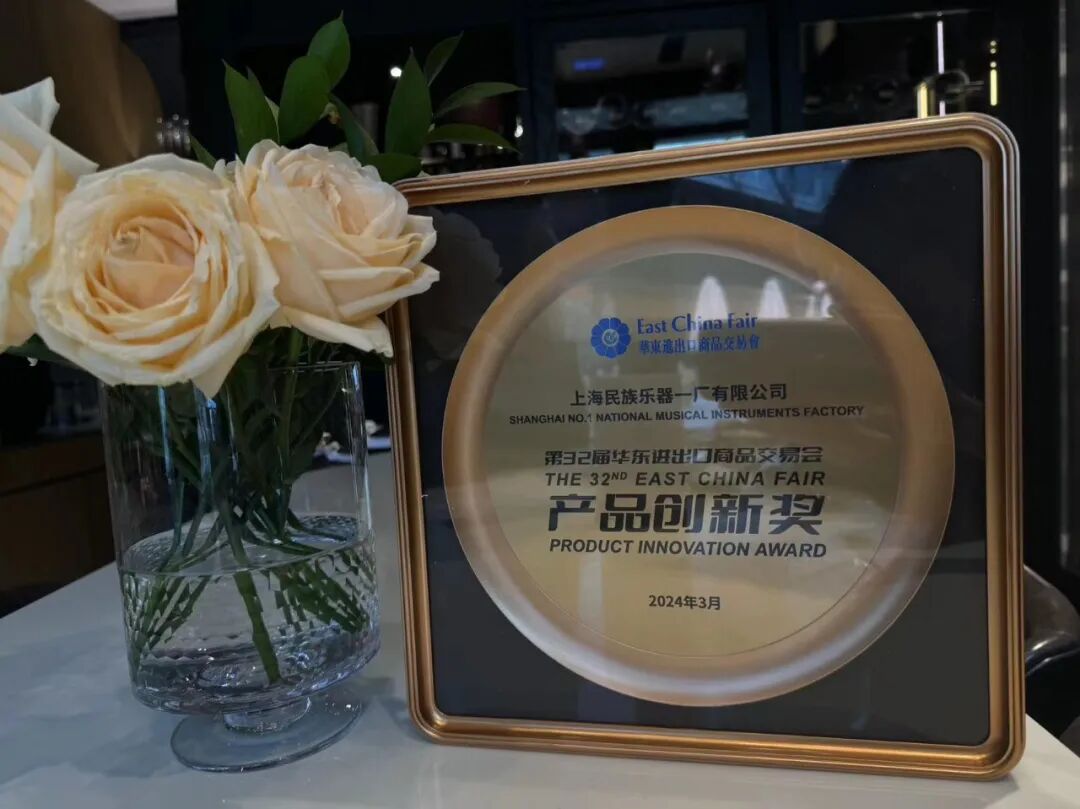 East China Fair
華東進出口商品交易會
上海民族乐器一厂有限公司
SHANGHAI NO.1 NATIONAL MUSICAL INSTRUMENTS FACTORY
第32届华东进出口商品交易会
THE 32ND EAST CHINA FAIR
产品创新奖
PRODUCT INNOVATION AWARD
2024年3月